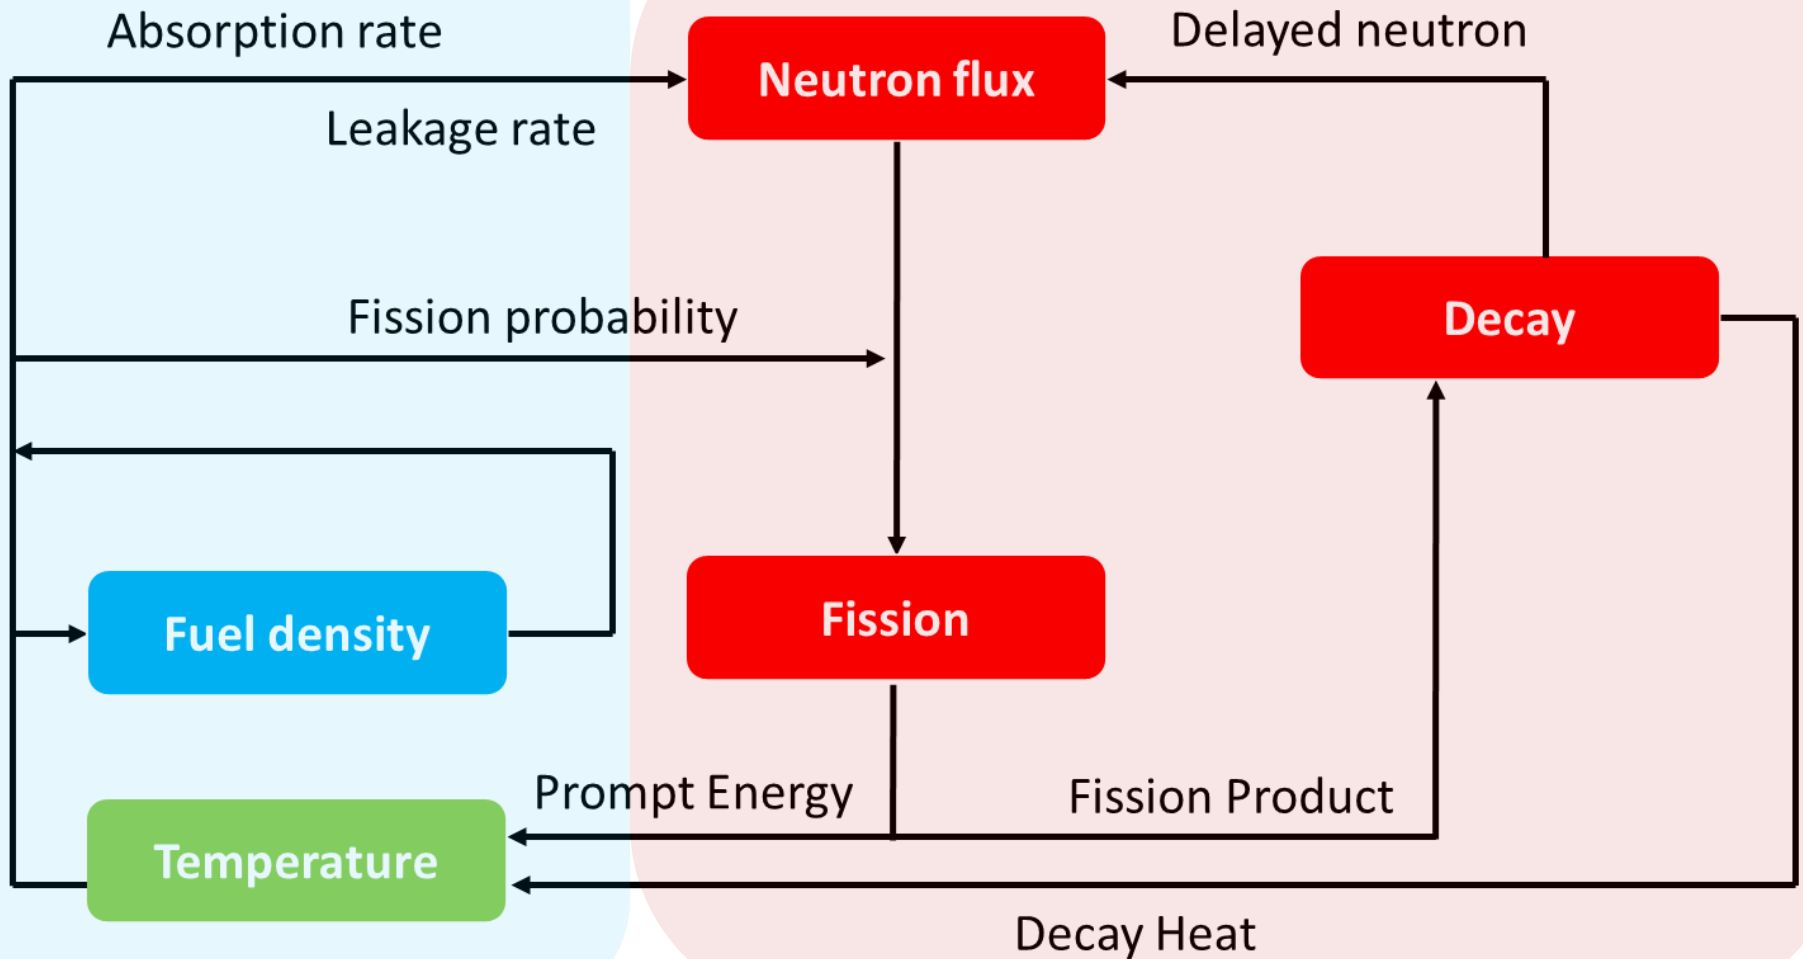 Absorption rate
Neutron flux
Delayed neutron
Leakage rate
Fission probability
Decay
Fuel density
Fission
Prompt Energy
Fission Product
Temperature
Decay Heat